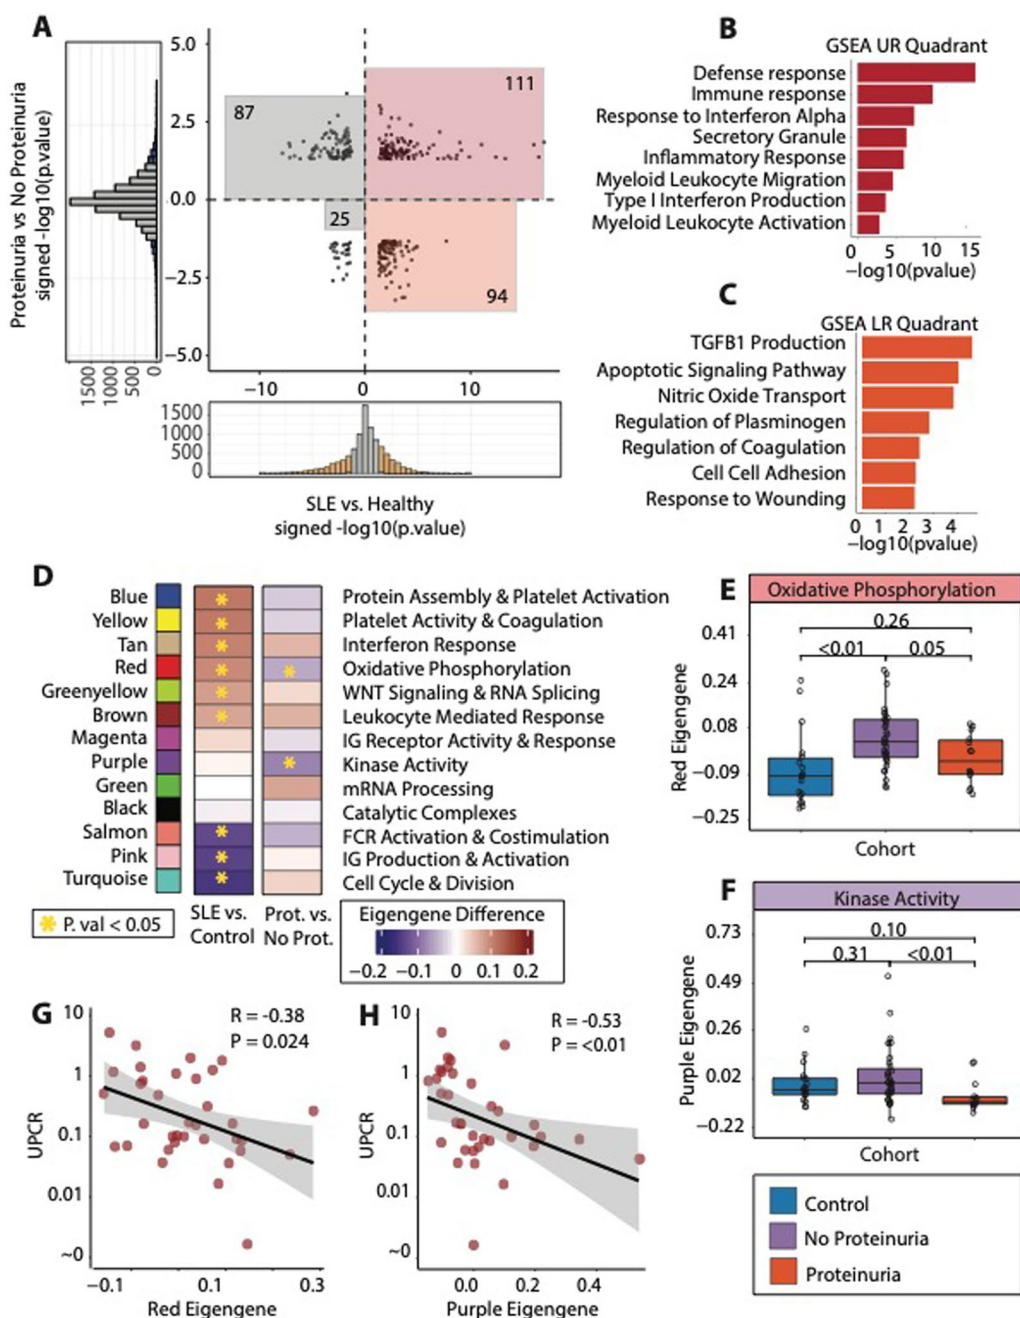 A
Proteinuria vs No Proteinuria
signed -log10(p.value)
5.0
2.5
0.0
−2.5
−5.0
87
111
25
94
1500
1000
500
0
−10
0
10
1500
1000
500
0
SLE vs. Healthy
signed -log10(p.value)
B
GSEA UR Quadrant
Defense response
Immune response
Response to Interferon Alpha
Secretory Granule
Inflammatory Response
Myeloid Leukocyte Migration
Type I Interferon Production
Myeloid Leukocyte Activation
0 5 10 15
−log10(pvalue)
C
GSEA LR Quadrant
TGFB1 Production
Apoptotic Signaling Pathway
Nitric Oxide Transport
Regulation of Plasminogen
Regulation of Coagulation
Cell Cell Adhesion
Response to Wounding
0 1 2 3 4
−log10(pvalue)
D
Blue * Protein Assembly & Platelet Activation
Yellow * Platelet Activity & Coagulation
Tan * Interferon Response
Red * * Oxidative Phosphorylation
Greenyellow * WNT Signaling & RNA Splicing
Brown * Leukocyte Mediated Response
Magenta IG Receptor Activity & Response
Purple * Kinase Activity
Green mRNA Processing
Black Catalytic Complexes
Salmon * FCR Activation & Costimulation
Pink * IG Production & Activation
Turquoise * Cell Cycle & Division
* P. val < 0.05
SLE vs.
Control
Prot. vs.
No Prot.
Eigengene Difference
−0.2 −0.1 0 0.1 0.2
E
Oxidative Phosphorylation
0.26
<0.01 0.05
Red Eigengene
0.41
0.24
0.08
−0.09
−0.25
Cohort
F
Kinase Activity
0.10
0.31 <0.01
Purple Eigengene
0.73
0.49
0.26
0.02
−0.22
Cohort
Control
No Proteinuria
Proteinuria
G
R = -0.38
P = 0.024
UPCR
10
1
0.1
0.01
~0
−0.1 0.1 0.3
Red Eigengene
H
R = -0.53
P = <0.01
UPCR
10
1
0.1
0.01
~0
0.0 0.2 0.4
Purple Eigengene